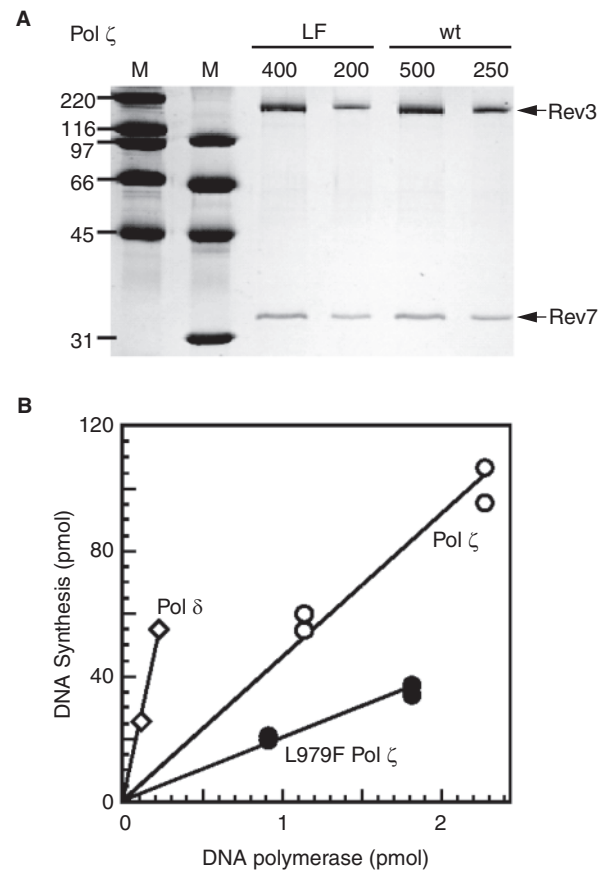 A
Pol ζ
LF
wt
M
M
400
200
500
250
220
116
97
66
45
31
Rev3
Rev7
B
120
80
40
0
DNA Synthesis (pmol)
Pol δ
Pol ζ
L979F Pol ζ
0
1
2
DNA polymerase (pmol)